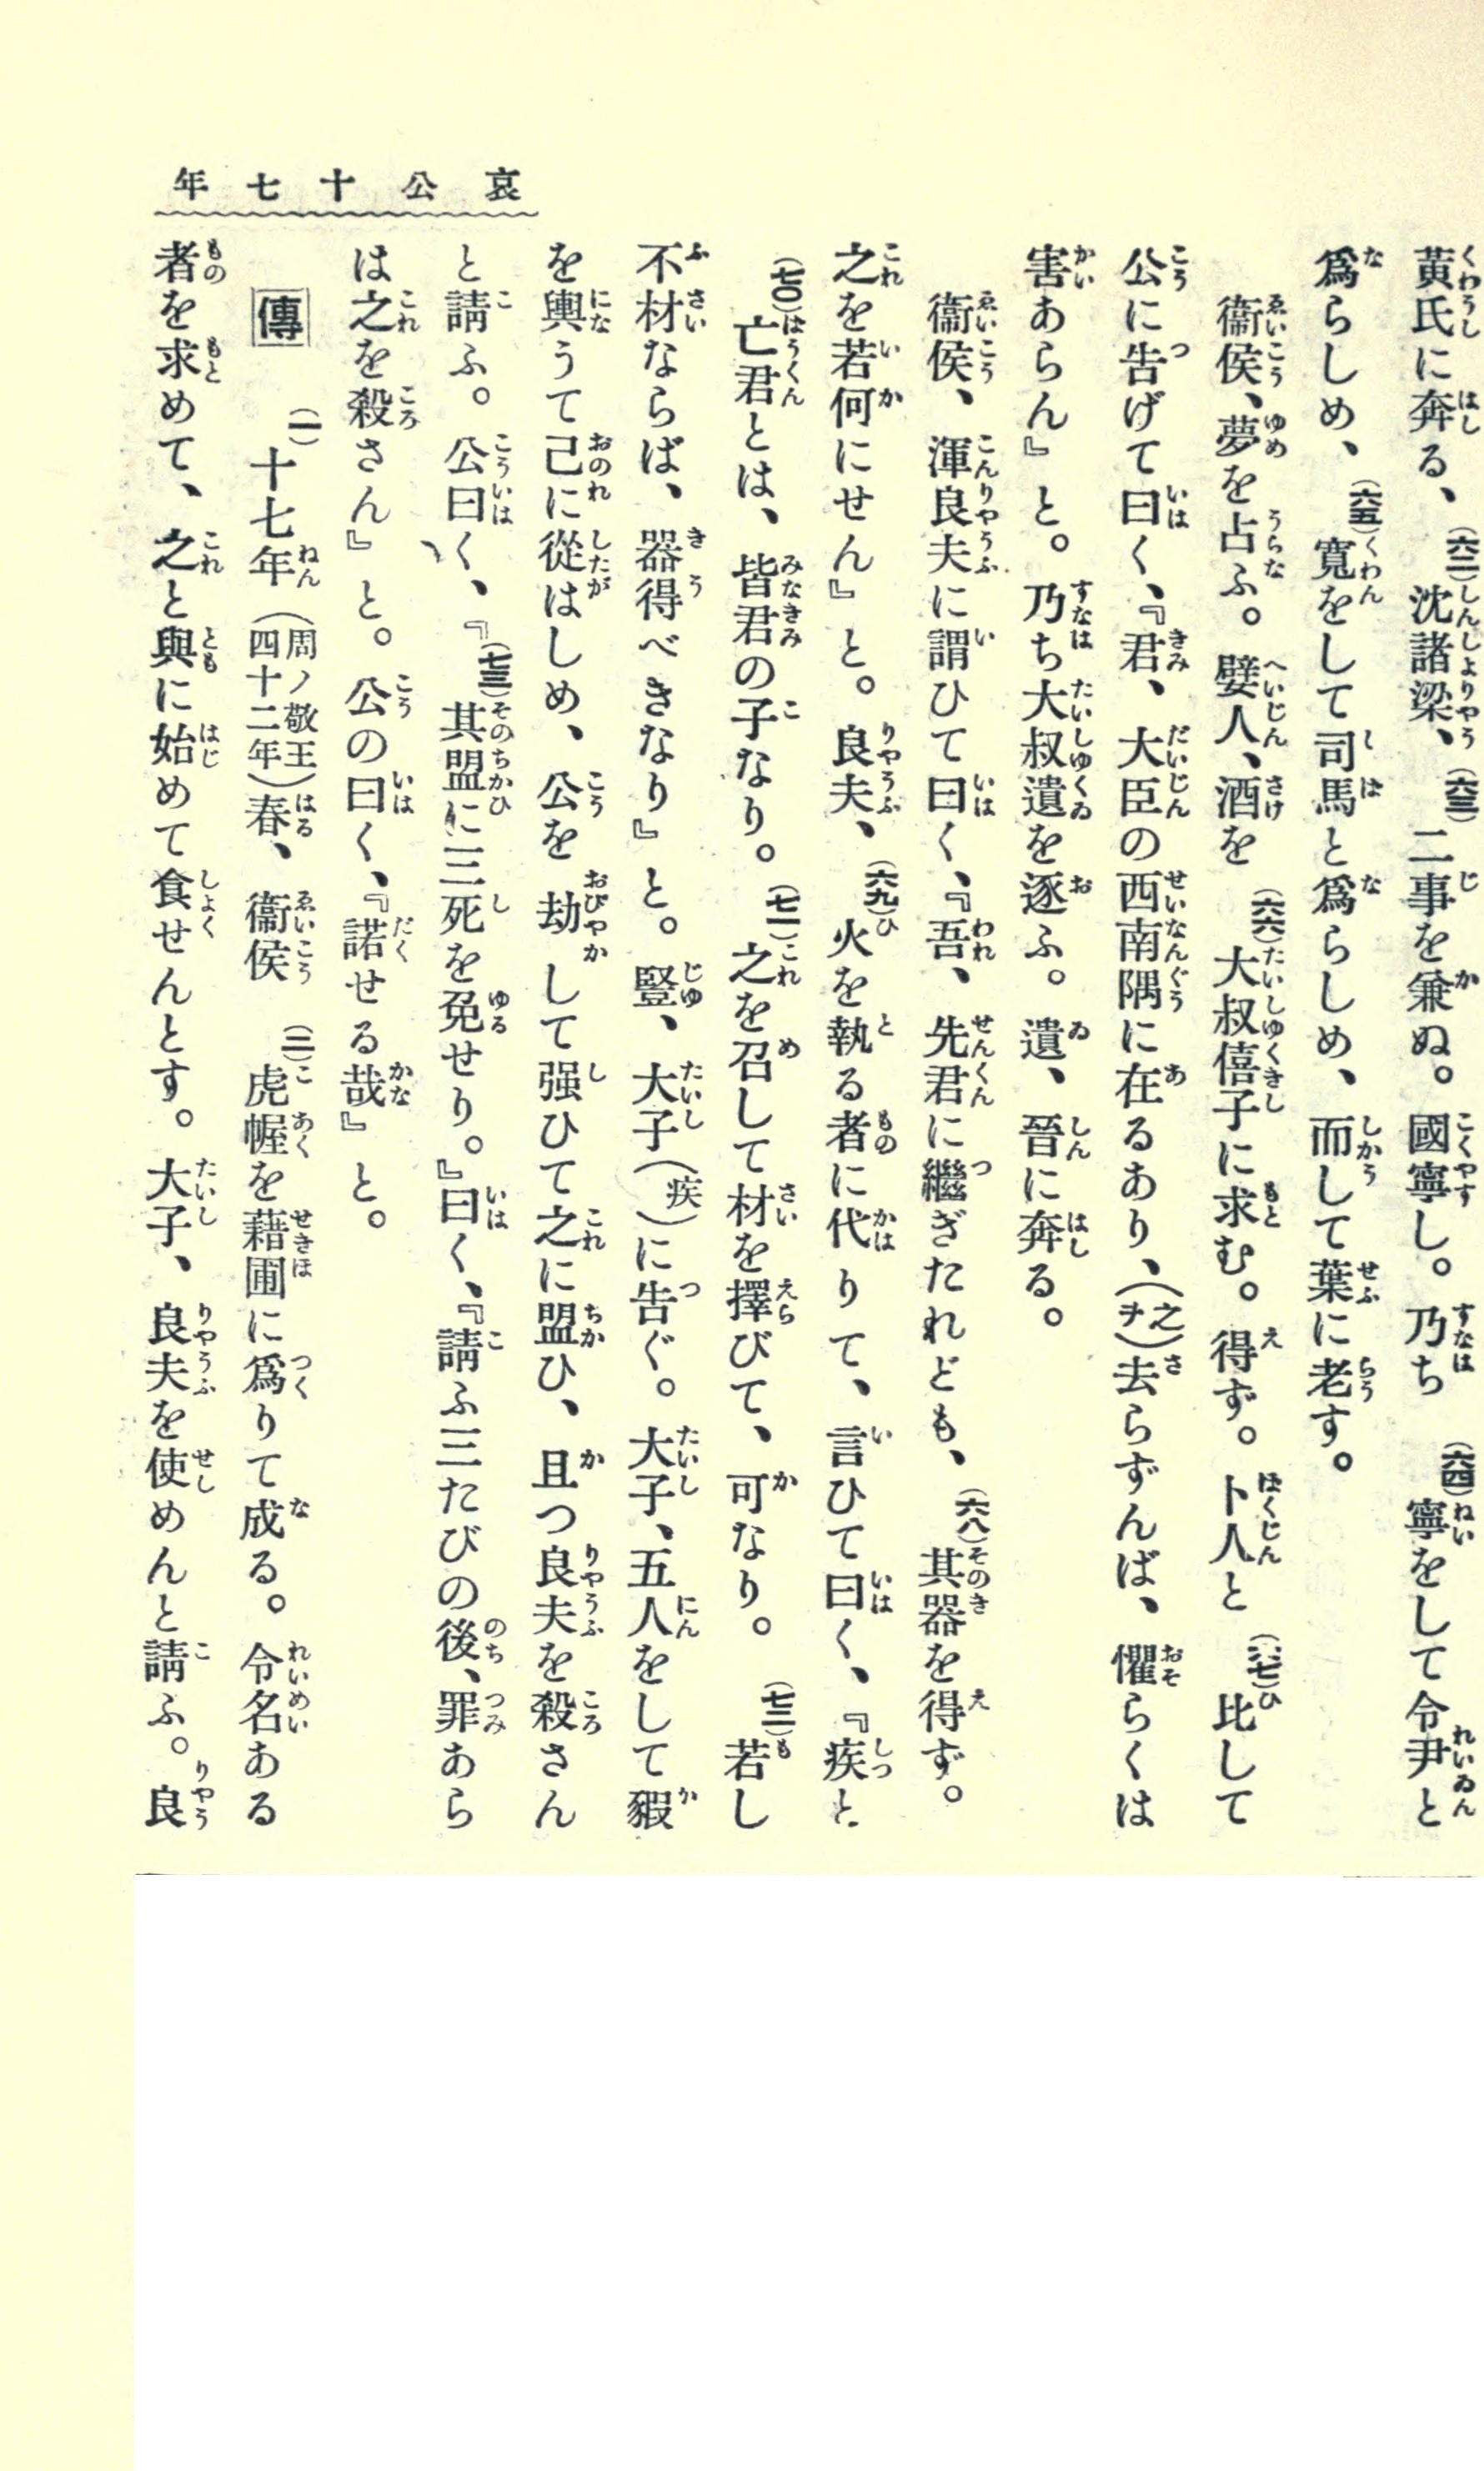 哀公十七年
黃氏に奔る、（六二）沈諸梁、（六三）二事を兼ぬ。國寧し。乃ち（六四）寧をして令尹と
爲らしめ、（六五）寬をして司馬と爲らしめ、而して葉に老す。
衞侯、夢を占ふ。嬖人、酒を（六六）大叔僖子に求む。得ず。卜人と（六七）比して
公に告げて曰く、『君、大臣の西南隅に在るあり、（之ヲ）去らずんば、懼らくは
害あらん』と。乃ち大叔遺を逐ふ。遺、晉に奔る。
衞侯、渾良夫に謂ひて曰く、『吾、先君に繼ぎたれども、（六八）其器を得ず。
之を若何にせん』と。良夫、（六九）火を執る者に代りて、言ひて曰く、『疾と
（七〇）亡君とは、皆君の子なり。（七一）之を召して材を擇びて、可なり。（七二）若し
不材ならば、器得べきなり』と。豎、大子（疾）に告ぐ。大子、五人をして豭
を輿うて己に從はしめ、公を劫して强ひて之に盟ひ、且つ良夫を殺さん
と請ふ。公曰く、『（七三）其盟に三死を免せり。』曰く、『請ふ三たびの後、罪あら
は之を殺さん』と。公の曰く、『諾せる哉』と。
傳（一）十七年（周ノ敬王四十二年）春、衞侯（二）虎幄を藉圃に爲りて成る。令名ある
者を求めて、之と與に始めて食せんとす。大子、良夫を使めんと請ふ。良